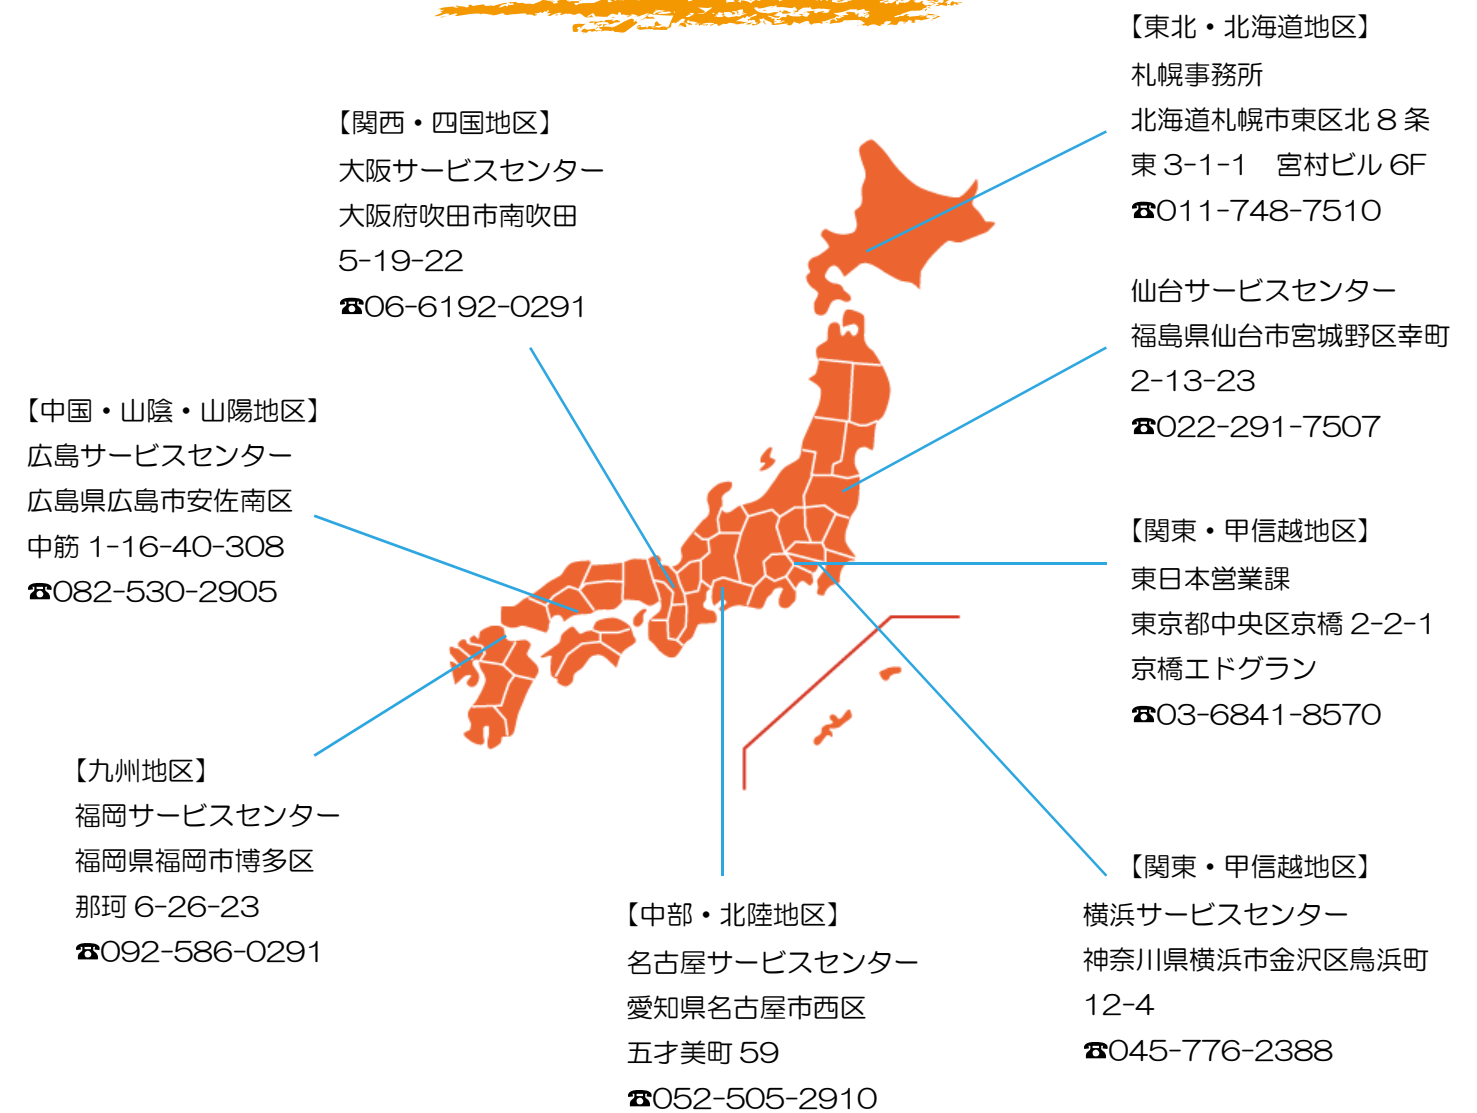 【東北・北海道地区】
札幌事務所
北海道札幌市東区北 8 条
東 3-1-1　宮村ビル 6F
☎011-748-7510
仙台サービスセンター
福島県仙台市宮城野区幸町
2-13-23
☎022-291-7507
【関西・四国地区】
大阪サービスセンター
大阪府吹田市南吹田
5-19-22
☎06-6192-0291
【中国・山陰・山陽地区】
広島サービスセンター
広島県広島市安佐南区
中筋 1-16-40-308
☎082-530-2905
【関東・甲信越地区】
東日本営業課
東京都中央区京橋 2-2-1
京橋エドグラン
☎03-6841-8570
【九州地区】
福岡サービスセンター
福岡県福岡市博多区
那珂 6-26-23
☎092-586-0291
【中部・北陸地区】
名古屋サービスセンター
愛知県名古屋市西区
五才美町 59
☎052-505-2910
【関東・甲信越地区】
横浜サービスセンター
神奈川県横浜市金沢区鳥浜町
12-4
☎045-776-2388